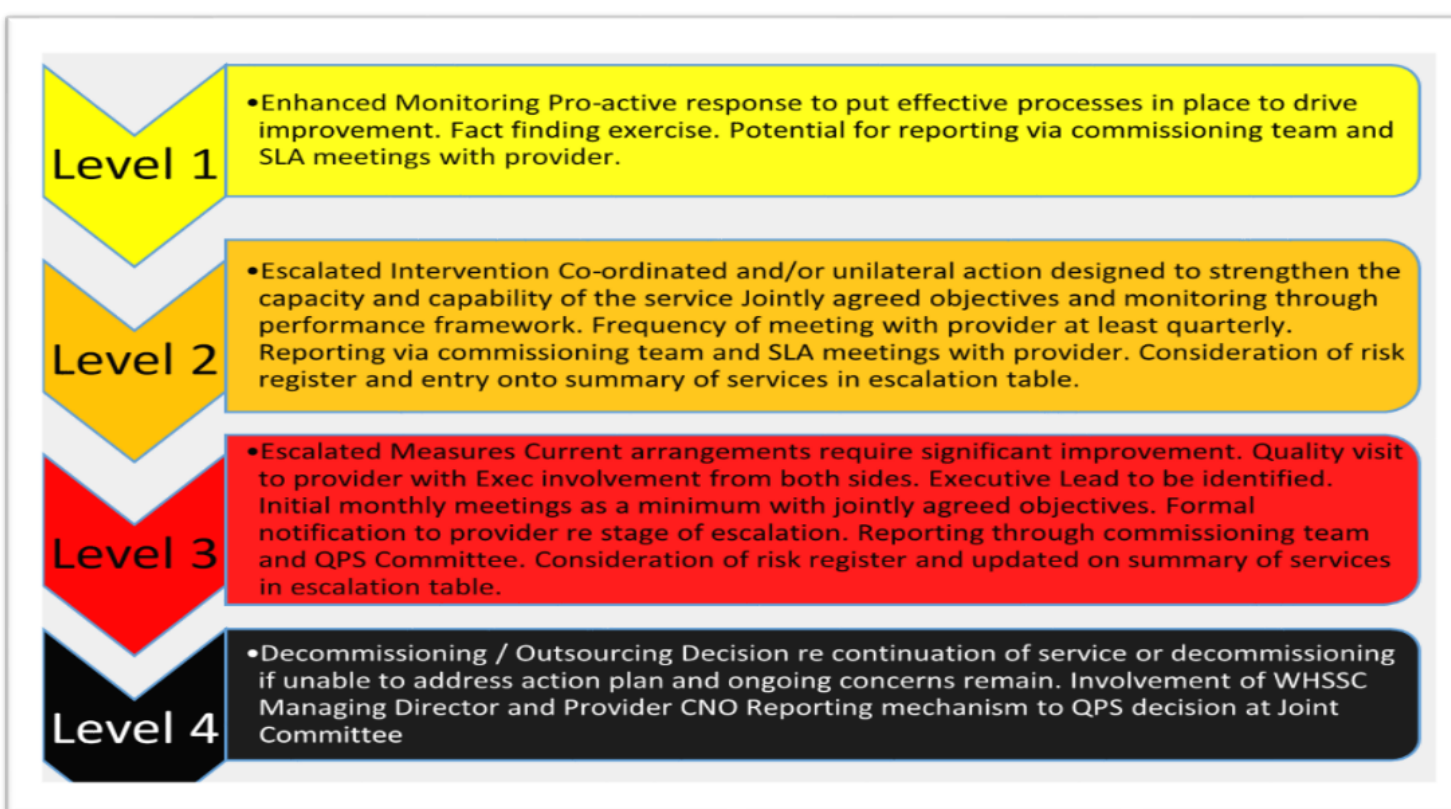 Level 1
•Enhanced Monitoring Pro-active response to put effective processes in place to drive
improvement. Fact finding exercise. Potential for reporting via commissioning team and
SLA meetings with provider.
Level 2
•Escalated Intervention Co-ordinated and/or unilateral action designed to strengthen the
capacity and capability of the service Jointly agreed objectives and monitoring through
performance framework. Frequency of meeting with provider at least quarterly.
Reporting via commissioning team and SLA meetings with provider. Consideration of risk
register and entry onto summary of services in escalation table.
Level 3
•Escalated Measures Current arrangements require significant improvement. Quality visit
to provider with Exec involvement from both sides. Executive Lead to be identified.
Initial monthly meetings as a minimum with jointly agreed objectives. Formal
notification to provider re stage of escalation. Reporting through commissioning team
and QPS Committee. Consideration of risk register and updated on summary of services
in escalation table.
Level 4
•Decommissioning / Outsourcing Decision re continuation of service or decommissioning
if unable to address action plan and ongoing concerns remain. Involvement of WHSSC
Managing Director and Provider CNO Reporting mechanism to QPS decision at Joint
Committee